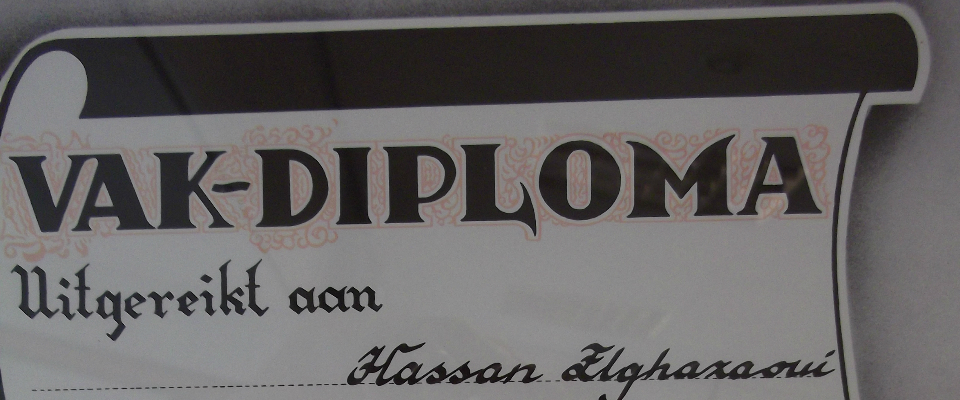 VAK-DIPLOMA
Uitgereikt aan
Hassan Elghazaoui